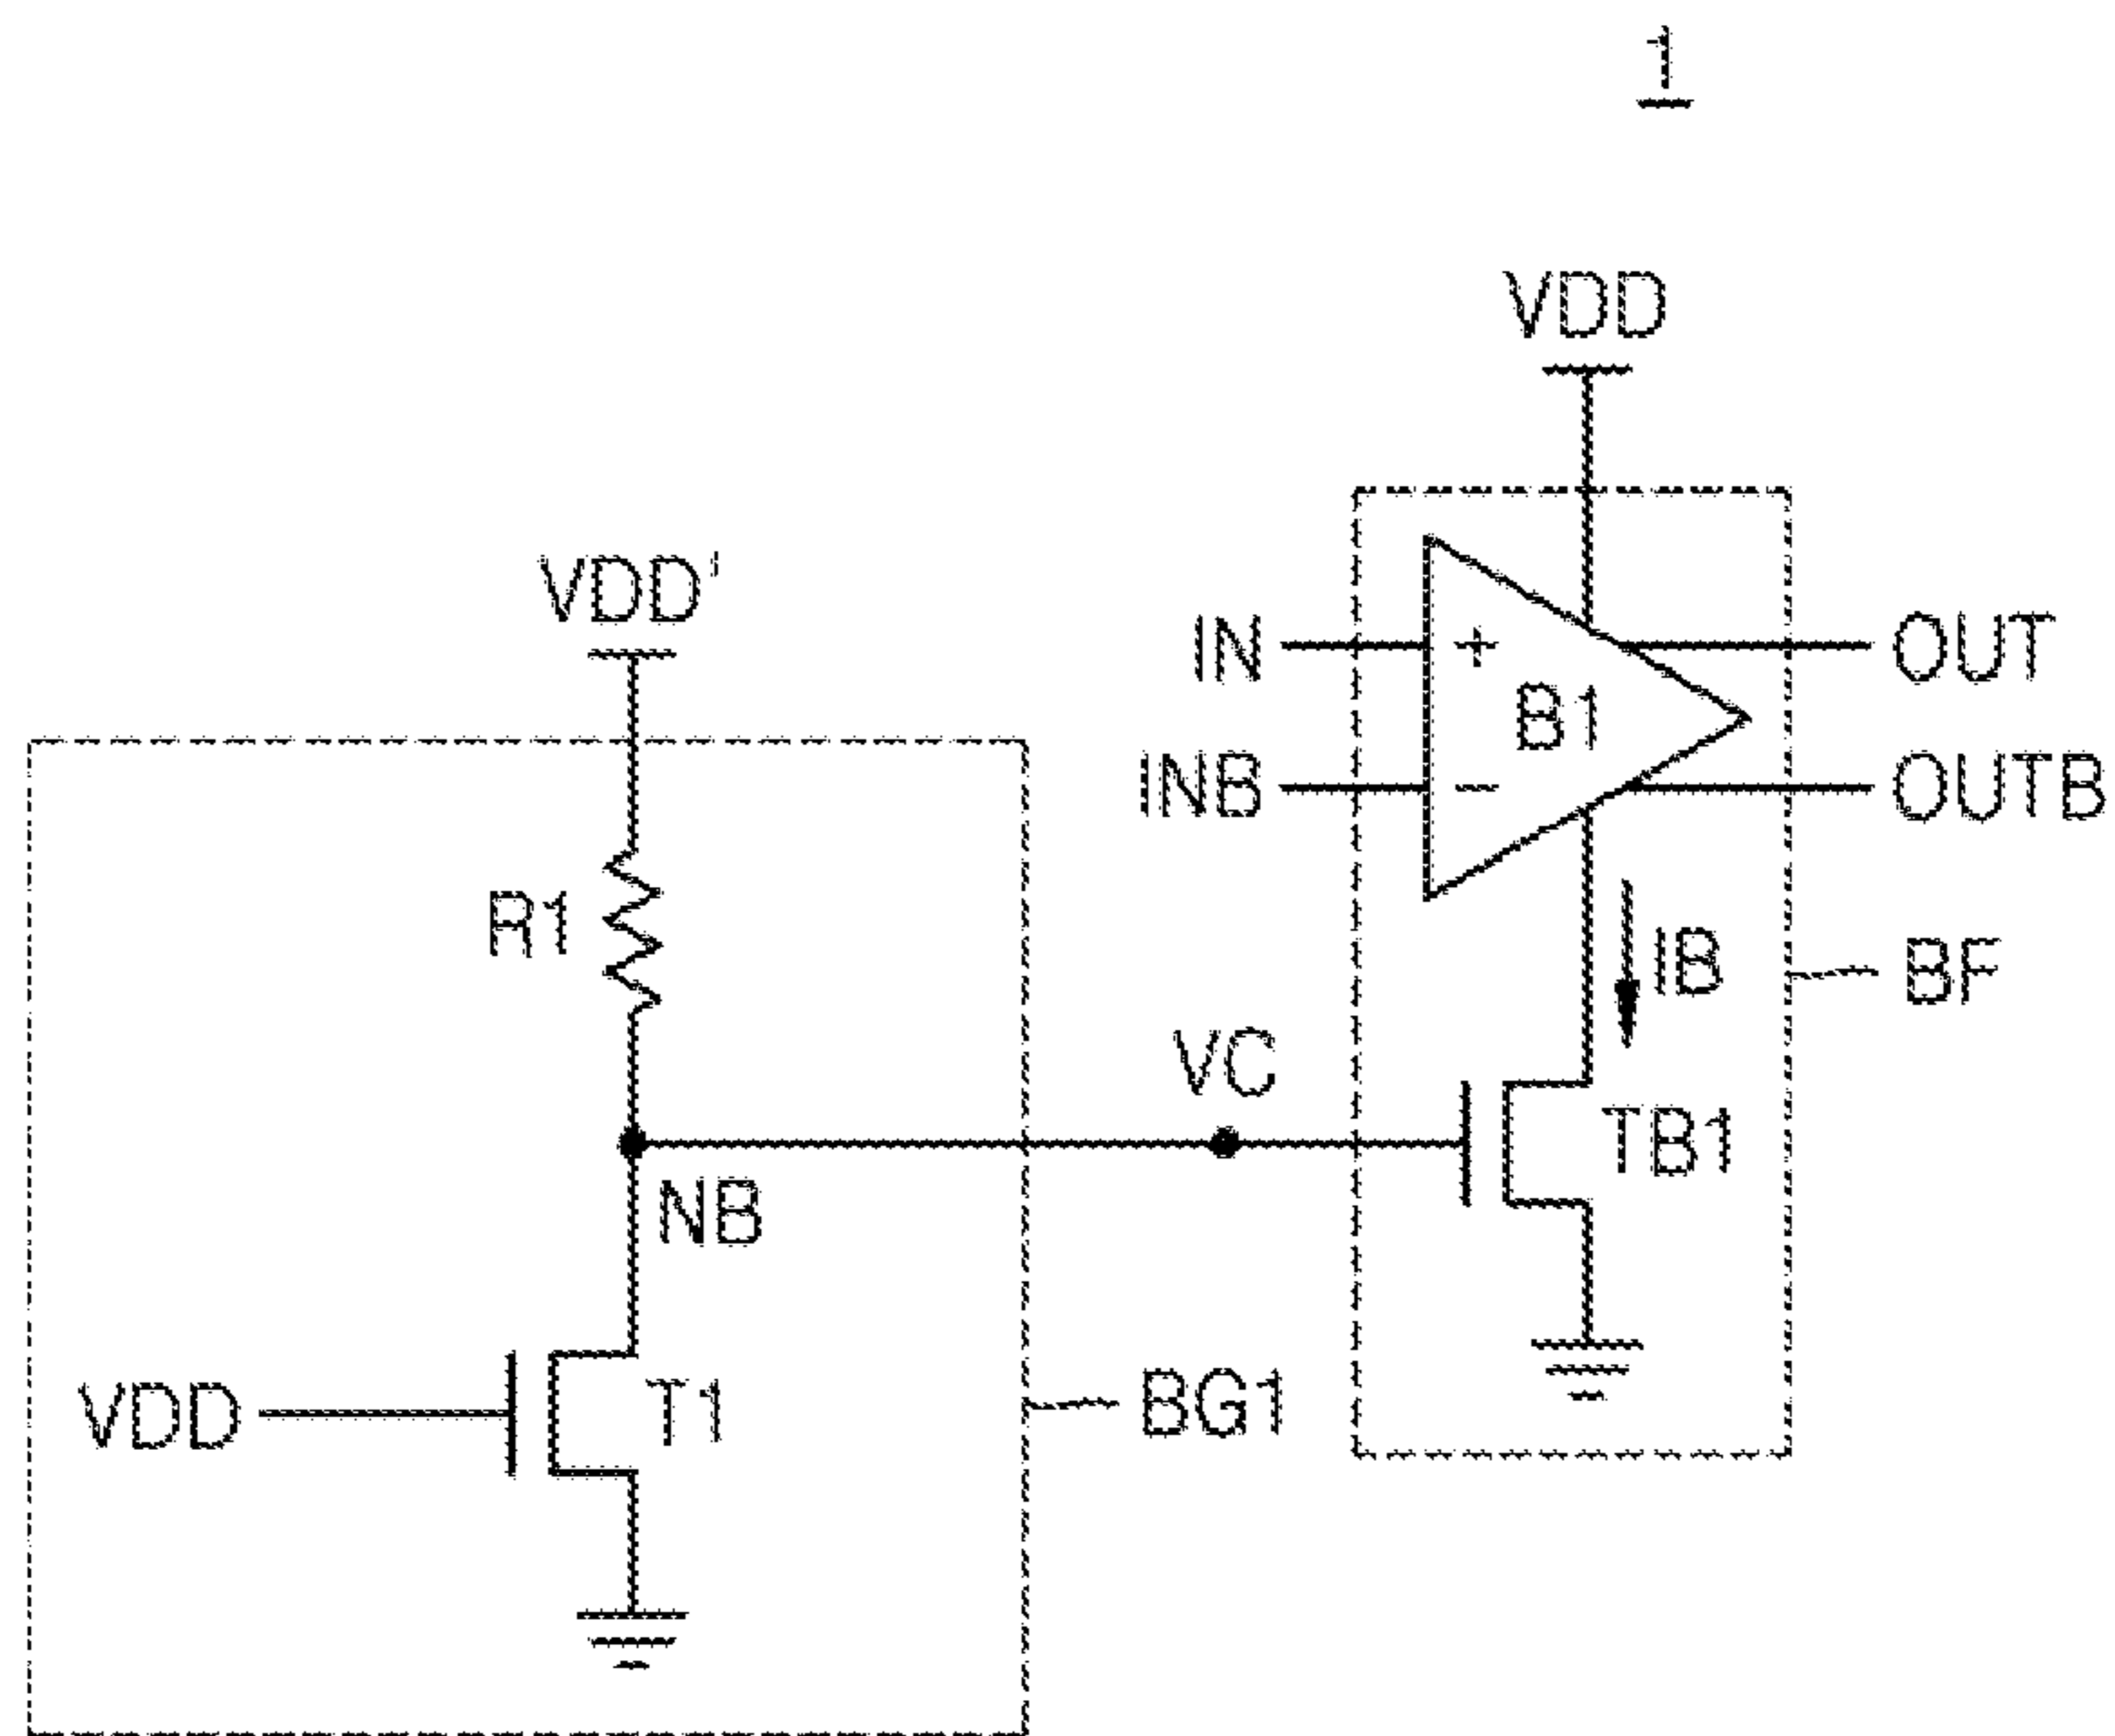 1
VDD
VDD'
IN
+
OUT
B1
INB
-
OUTB
R1
IB
BF
VC
TB1
NB
VDD
T1
BG1